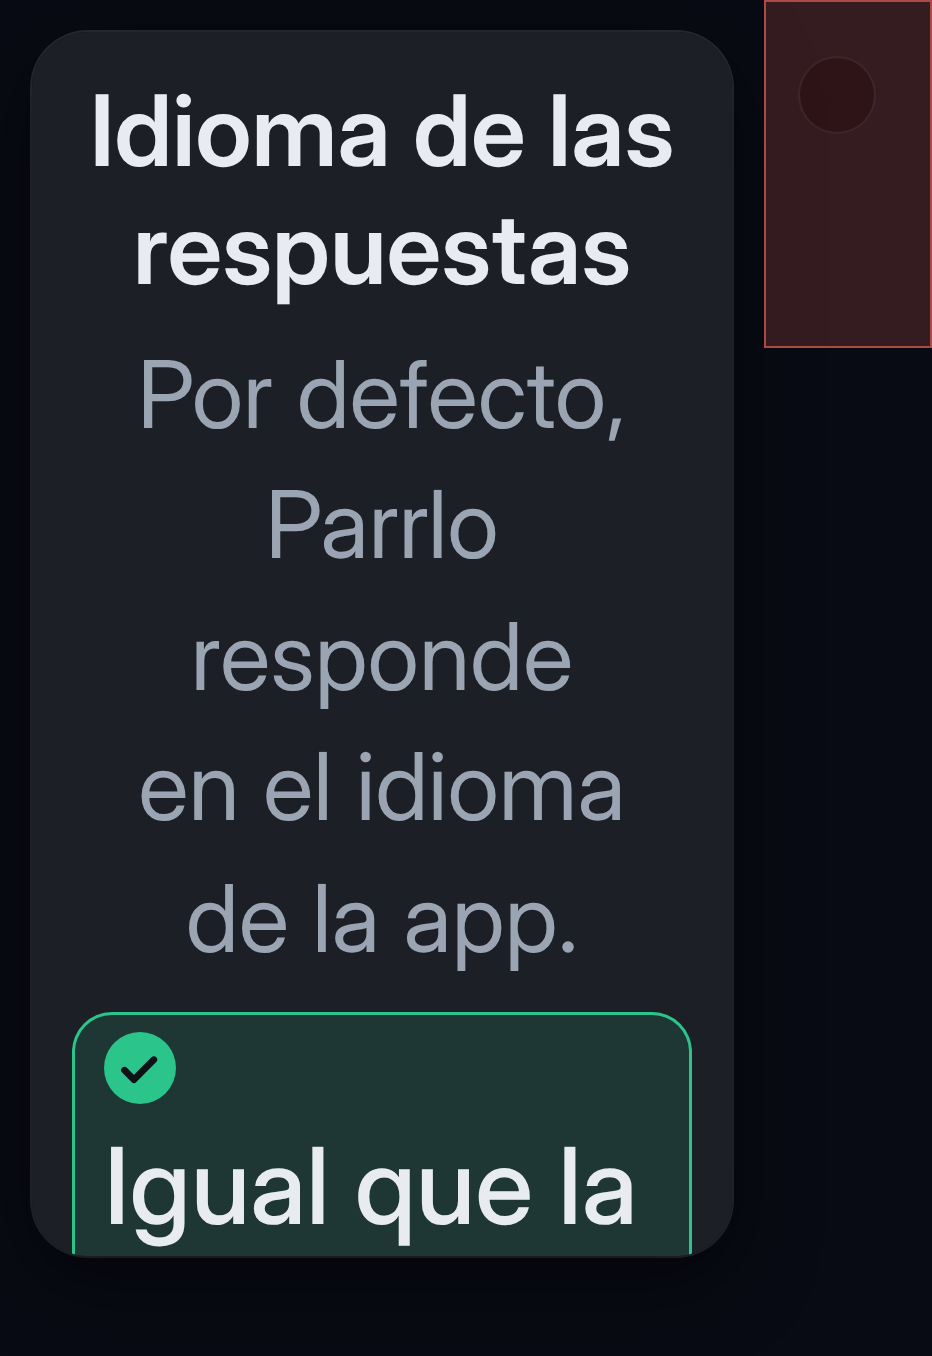 Idioma de las
respuestas
Por defecto,
Parrlo
responde
en el idioma
de la app.
Igual que la